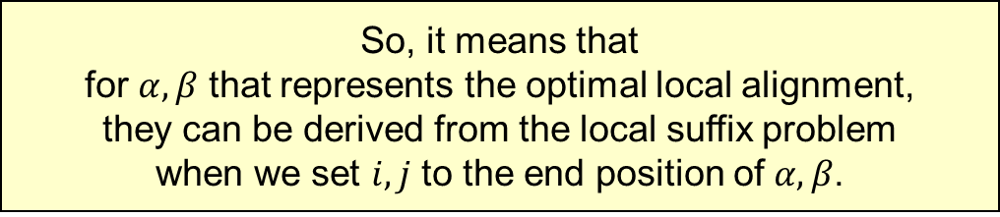 So, it means that
for 𝛼, 𝛽 that represents the optimal local alignment,
they can be derived from the local suffix problem
when we set 𝑖, 𝑗 to the end position of 𝛼, 𝛽.